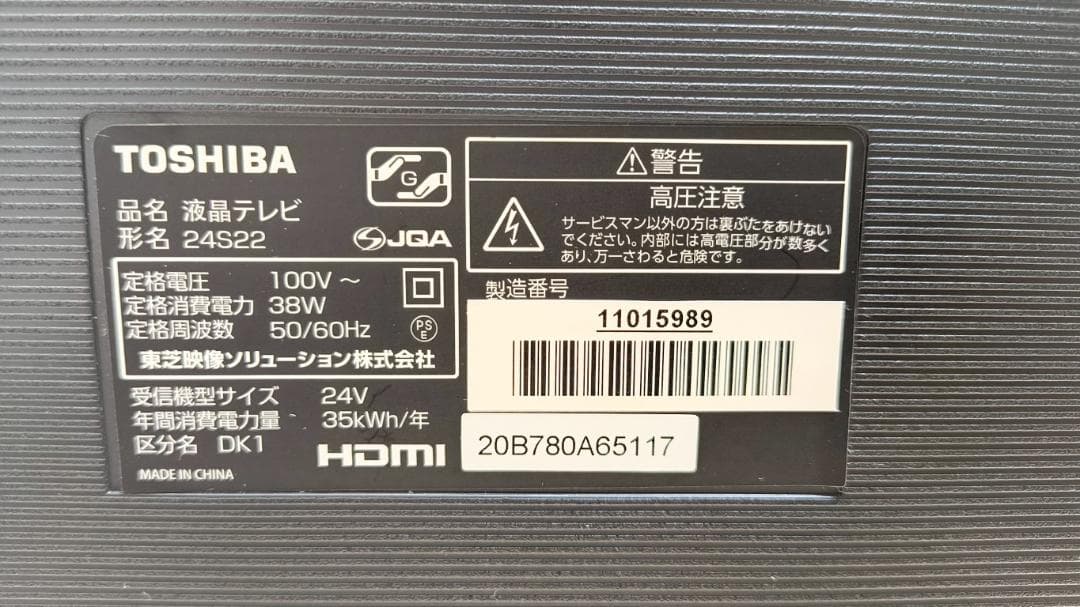 TOSHIBA
G
品名 液晶テレビ
形名 24S22
JQA
定格電圧 100V～
定格消費電力 38W
定格周波数 50/60Hz
PS
E
東芝映像ソリューション株式会社
受信機型サイズ 24V
年間消費電力量 35kWh/年
区分名 DK1
HDMI
MADE IN CHINA
警告
高圧注意
サービスマン以外の方は裏ぶたをあけない
でください。内部には高電圧部分が数多く
あり、万一さわると危険です。
製造番号
11015989
20B780A65117